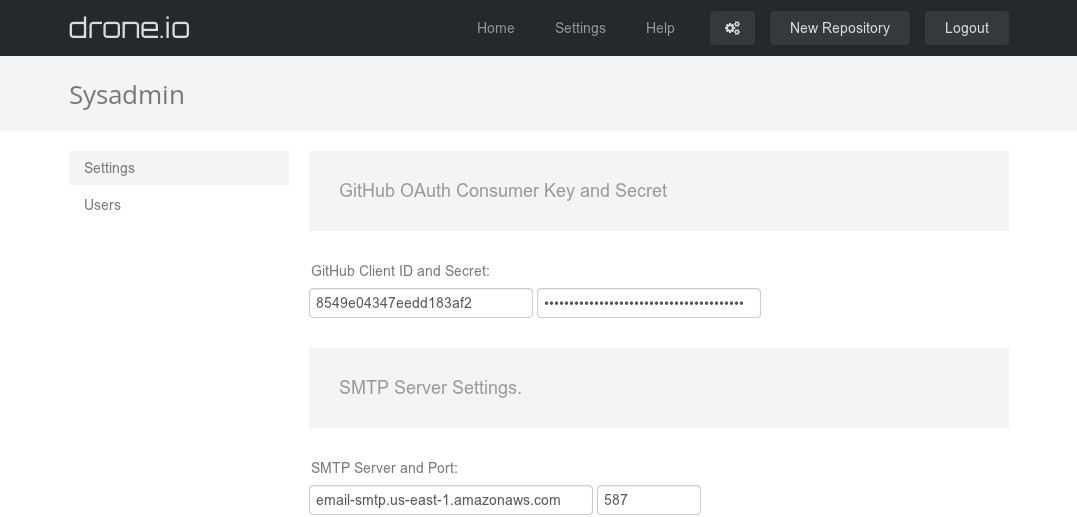 drone.io
Home Settings Help New Repository Logout
Sysadmin
Settings
Users
GitHub OAuth Consumer Key and Secret
GitHub Client ID and Secret:
8549e04347eedd183af2 ••••••••••••••••••••••••••••••••••••••••
SMTP Server Settings.
SMTP Server and Port:
email-smtp.us-east-1.amazonaws.com 587